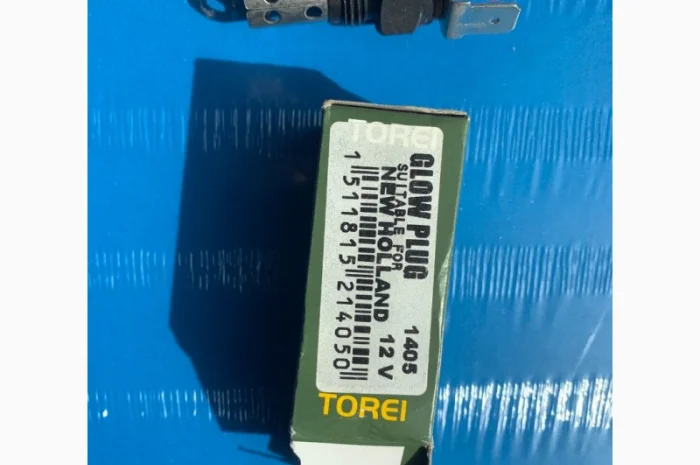 TOREI
GLOW PLUG 1405
SUITABLE FOR
NEW HOLLAND 12 V
1 511815 214050
TOREI